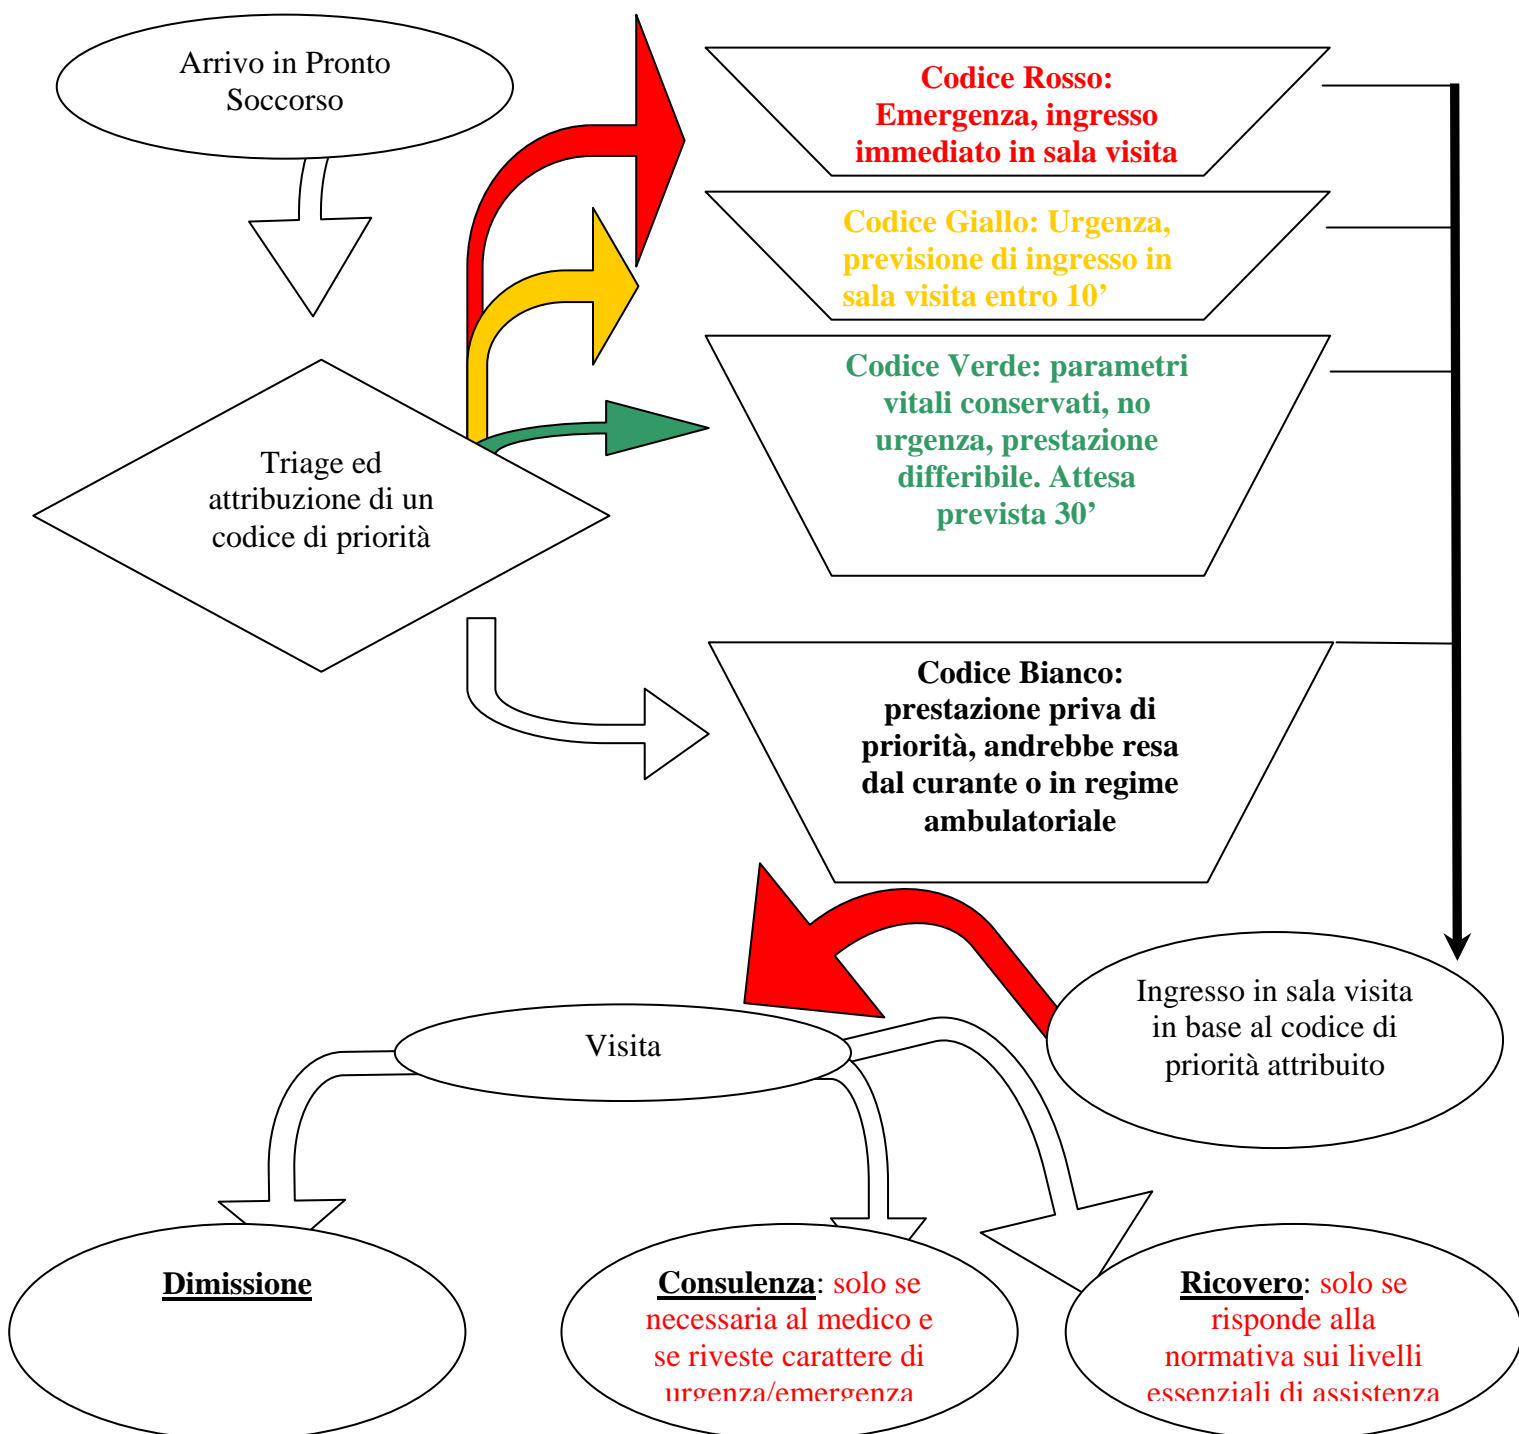 Arrivo in Pronto
Soccorso
Codice Rosso:
Emergenza, ingresso
immediato in sala visita
Codice Giallo: Urgenza,
previsione di ingresso in
sala visita entro 10’
Codice Verde: parametri
vitali conservati, no
urgenza, prestazione
differibile. Attesa
prevista 30’
Triage ed
attribuzione di un
codice di priorità
Codice Bianco:
prestazione priva di
priorità, andrebbe resa
dal curante o in regime
ambulatoriale
Ingresso in sala visita
in base al codice di
priorità attribuito
Visita
Dimissione
Consulenza: solo se
necessaria al medico e
se riveste carattere di
urgenza/emergenza
Ricovero: solo se
risponde alla
normativa sui livelli
essenziali di assistenza